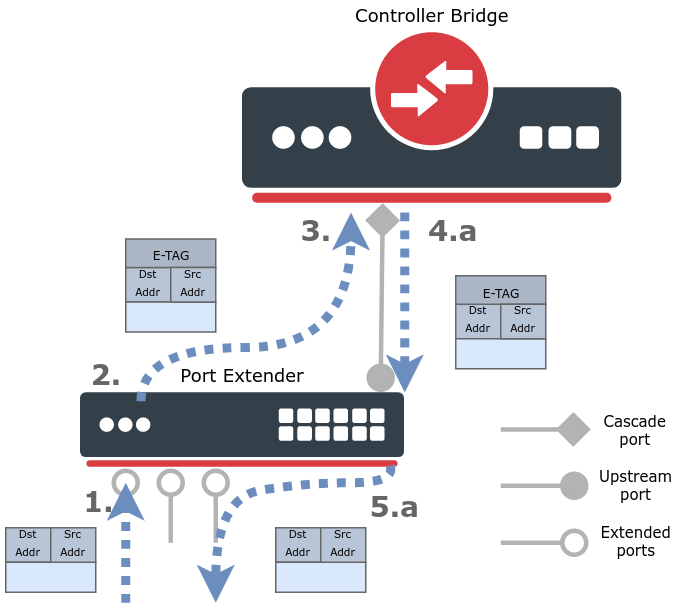 Controller Bridge
3.
4.a
E-TAG
Dst Addr
Src Addr
E-TAG
Dst Addr
Src Addr
2.
Port Extender
Cascade
port
Upstream
port
1.
5.a
Extended
ports
Dst Addr
Src Addr
Dst Addr
Src Addr